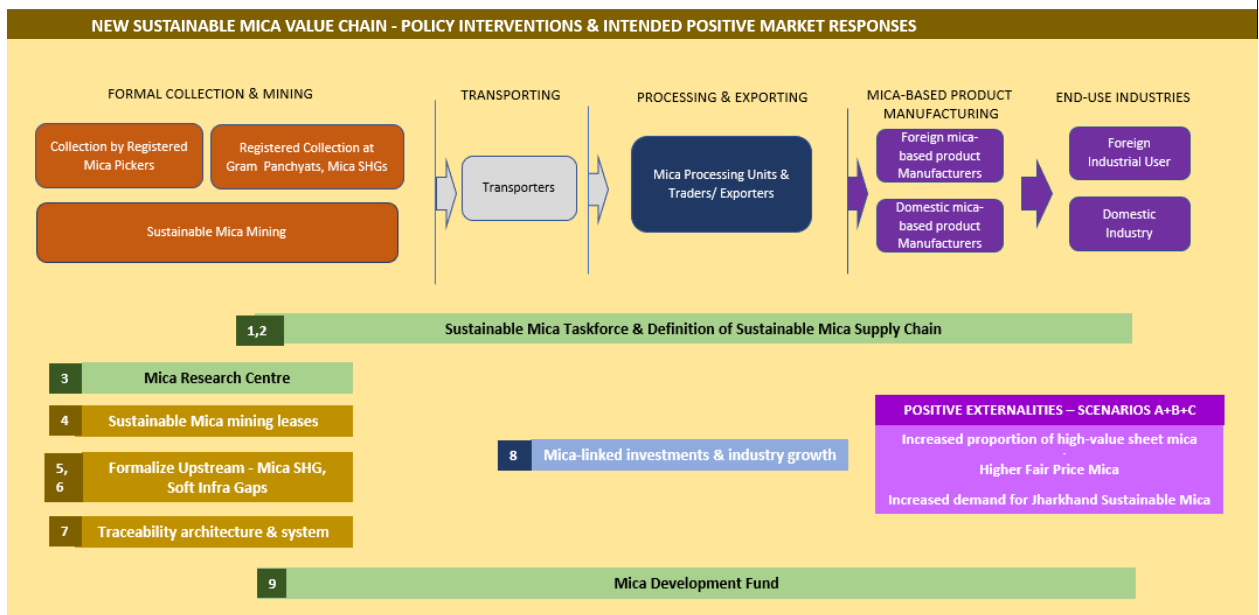 NEW SUSTAINABLE MICA VALUE CHAIN - POLICY INTERVENTIONS & INTENDED POSITIVE MARKET RESPONSES
FORMAL COLLECTION & MINING
TRANSPORTING
PROCESSING & EXPORTING
MICA-BASED PRODUCT
MANUFACTURING
END-USE INDUSTRIES
Collection by Registered
Mica Pickers
Registered Collection at
Gram Panchyats, Mica SHGs
Sustainable Mica Mining
Transporters
Mica Processing Units &
Traders/ Exporters
Foreign mica-
based product
Manufacturers
Domestic mica-
based product
Manufacturers
Foreign
Industrial User
Domestic
Industry
1,2
Sustainable Mica Taskforce & Definition of Sustainable Mica Supply Chain
3
Mica Research Centre
4
Sustainable Mica mining leases
5,
6
Formalize Upstream - Mica SHG,
Soft Infra Gaps
7
Traceability architecture & system
8
Mica-linked investments & industry growth
POSITIVE EXTERNALITIES – SCENARIOS A+B+C
Increased proportion of high-value sheet mica
.
Higher Fair Price Mica
Increased demand for Jharkhand Sustainable Mica
9
Mica Development Fund